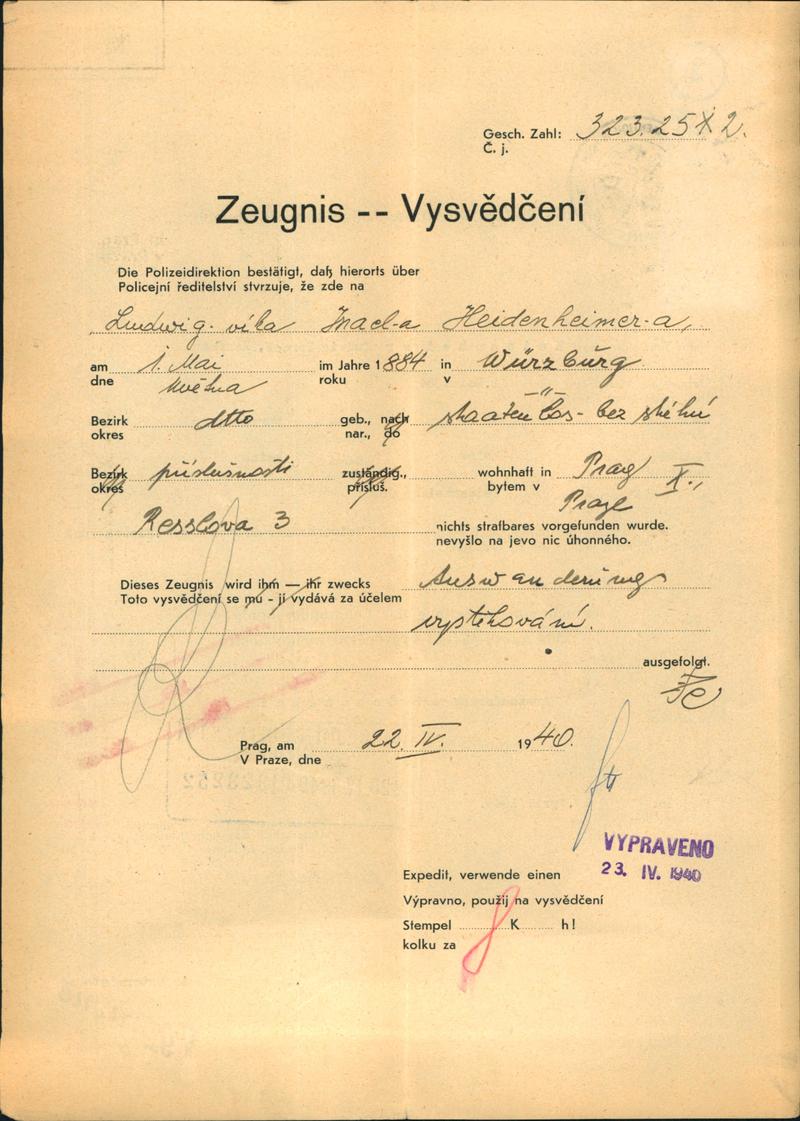 Gesch. Zahl: 323.25 X 2.
Č. j.
Zeugnis -- Vysvědčení
Die Polizeidirektion bestätigt, daß hierorts über
Policejní ředitelství stvrzuje, že zde na
Ludwig-víka Israel-a Heidenheimer-a,
am 1. Mai im Jahre 1884 in Würzburg
dne května roku v -"-
Bezirk dtto geb., nach staatenlos - bez stání
okres nar., do
Bezirk příslušnosti zuständig., wohnhaft in Prag X.,
okres přísluš. bytem v Praze
Resslova 3 nichts strafbares vorgefunden wurde.
nevyšlo na jevo nic úhonného.
Dieses Zeugnis wird ihm — ihr zwecks Auswanderung
Toto vysvědčení se mu - jí vydává za účelem
vystěhování.
ausgefolgt.
Prag, am 22. IV. 1940.
V Praze, dne
VYPRAVENO
23. IV. 1940
Expedit, verwende einen
Výpravno, použij na vysvědčení
Stempel K h!
kolku za